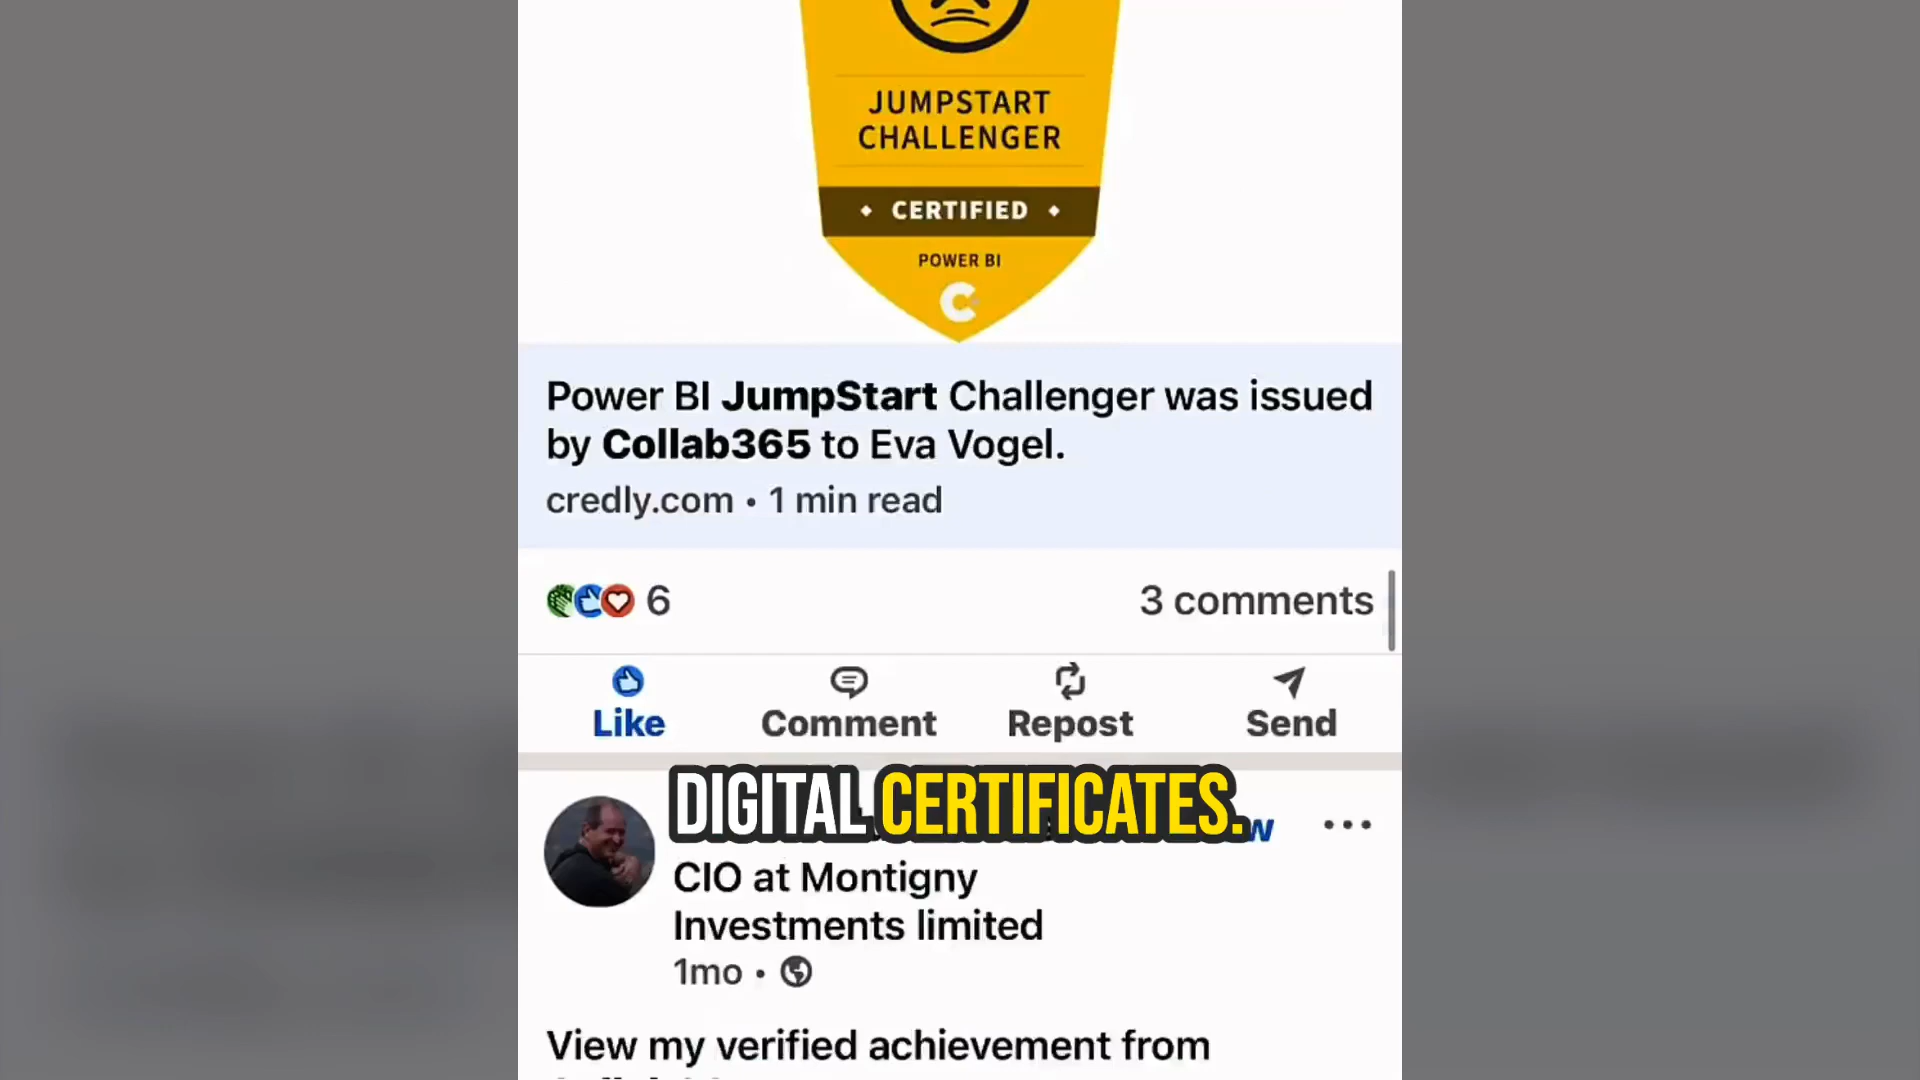 JUMPSTART
CHALLENGER
CERTIFIED
POWER BI
Power BI JumpStart Challenger was issued
by Collab365 to Eva Vogel.
credly.com • 1 min read
6
3 comments
Like
Comment
Repost
Send
DIGITAL CERTIFICATES.
CIO at Montigny
Investments limited
1mo •
View my verified achievement from